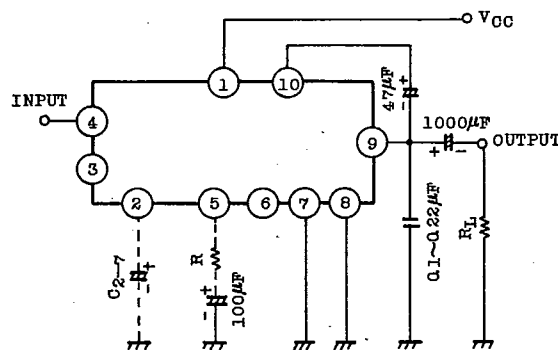 VCC
1
10
INPUT
4
47μF
+
-
1000μF
9
OUTPUT
+
-
3
2
5
6
7
8
0.1~0.22μF
RL
C2-7
+
-
R
+
-
100μF